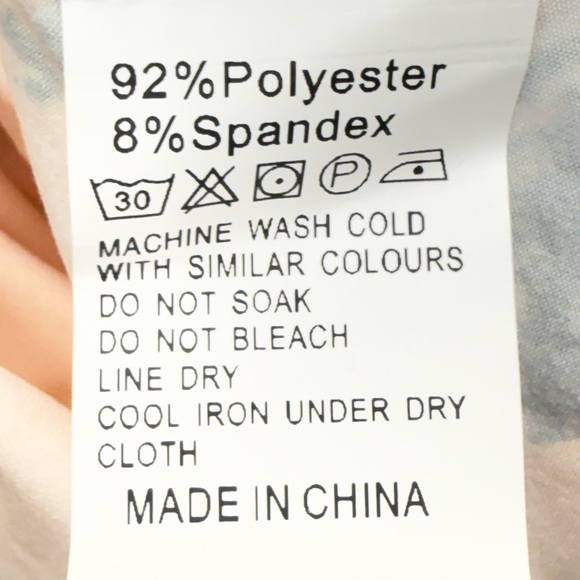 92%Polyester
8%Spandex
30 P
MACHINE WASH COLD
WITH SIMILAR COLOURS
DO NOT SOAK
DO NOT BLEACH
LINE DRY
COOL IRON UNDER DRY
CLOTH
MADE IN CHINA